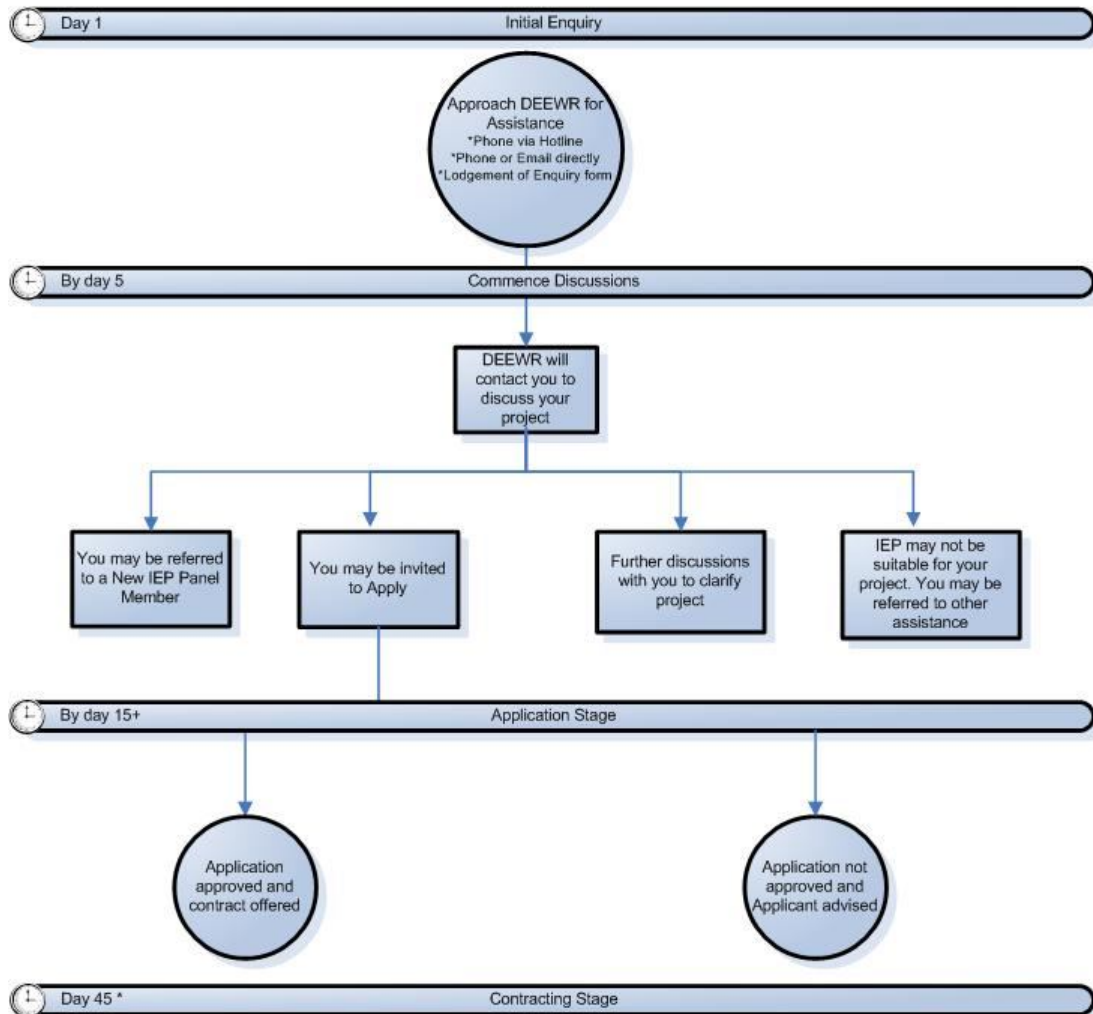 Day 1 Initial Enquiry
Approach DEEWR for
Assistance
*Phone via Hotline
*Phone or Email directly
*Lodgement of Enquiry form
By day 5 Commence Discussions
DEEWR will
contact you to
discuss your
project
You may be referred
to a New IEP Panel
Member
You may be invited
to Apply
Further discussions
with you to clarify
project
IEP may not be
suitable for your
project. You may be
referred to other
assistance
By day 15+ Application Stage
Application
approved and
contract offered
Application not
approved and
Applicant advised
Day 45 * Contracting Stage